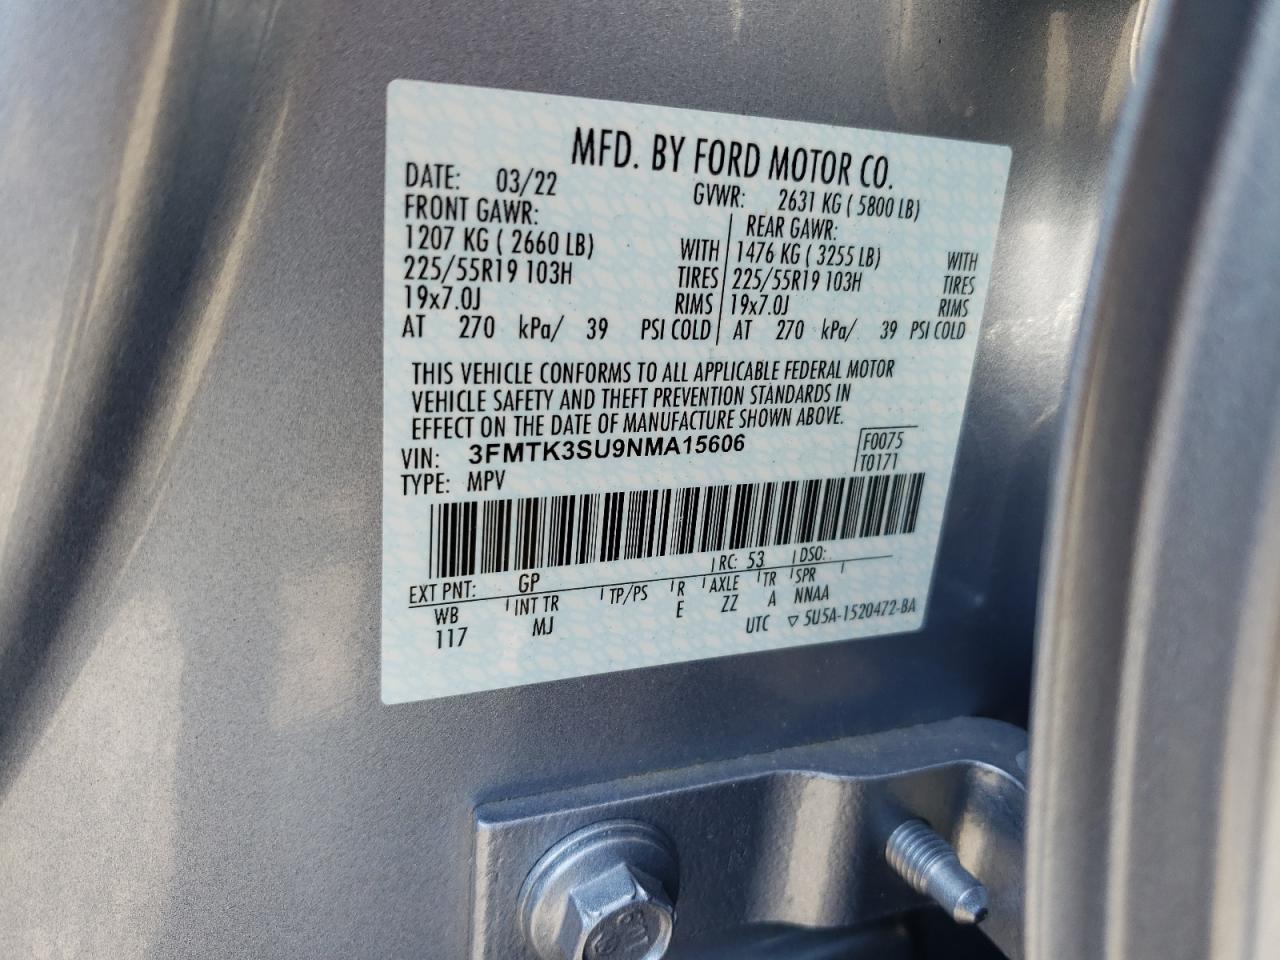 MFD. BY FORD MOTOR CO.
DATE: 03/22 GVWR: 2631 KG ( 5800 LB)
FRONT GAWR: REAR GAWR:
1207 KG ( 2660 LB) WITH 1476 KG ( 3255 LB) WITH
225/55R19 103H TIRES 225/55R19 103H TIRES
19x7.0J RIMS 19x7.0J RIMS
AT 270 kPa/ 39 PSI COLD AT 270 kPa/ 39 PSI COLD
THIS VEHICLE CONFORMS TO ALL APPLICABLE FEDERAL MOTOR
VEHICLE SAFETY AND THEFT PREVENTION STANDARDS IN
EFFECT ON THE DATE OF MANUFACTURE SHOWN ABOVE.
VIN: 3FMTK3SU9NMA15606 F0075
TYPE: MPV T0171
EXT PNT: GP RC: 53 DSO:
WB INT TR TP/PS R AXLE TR SPR
117 MJ E ZZ A NNAA
UTC ▽ 5U5A-1520472-BA